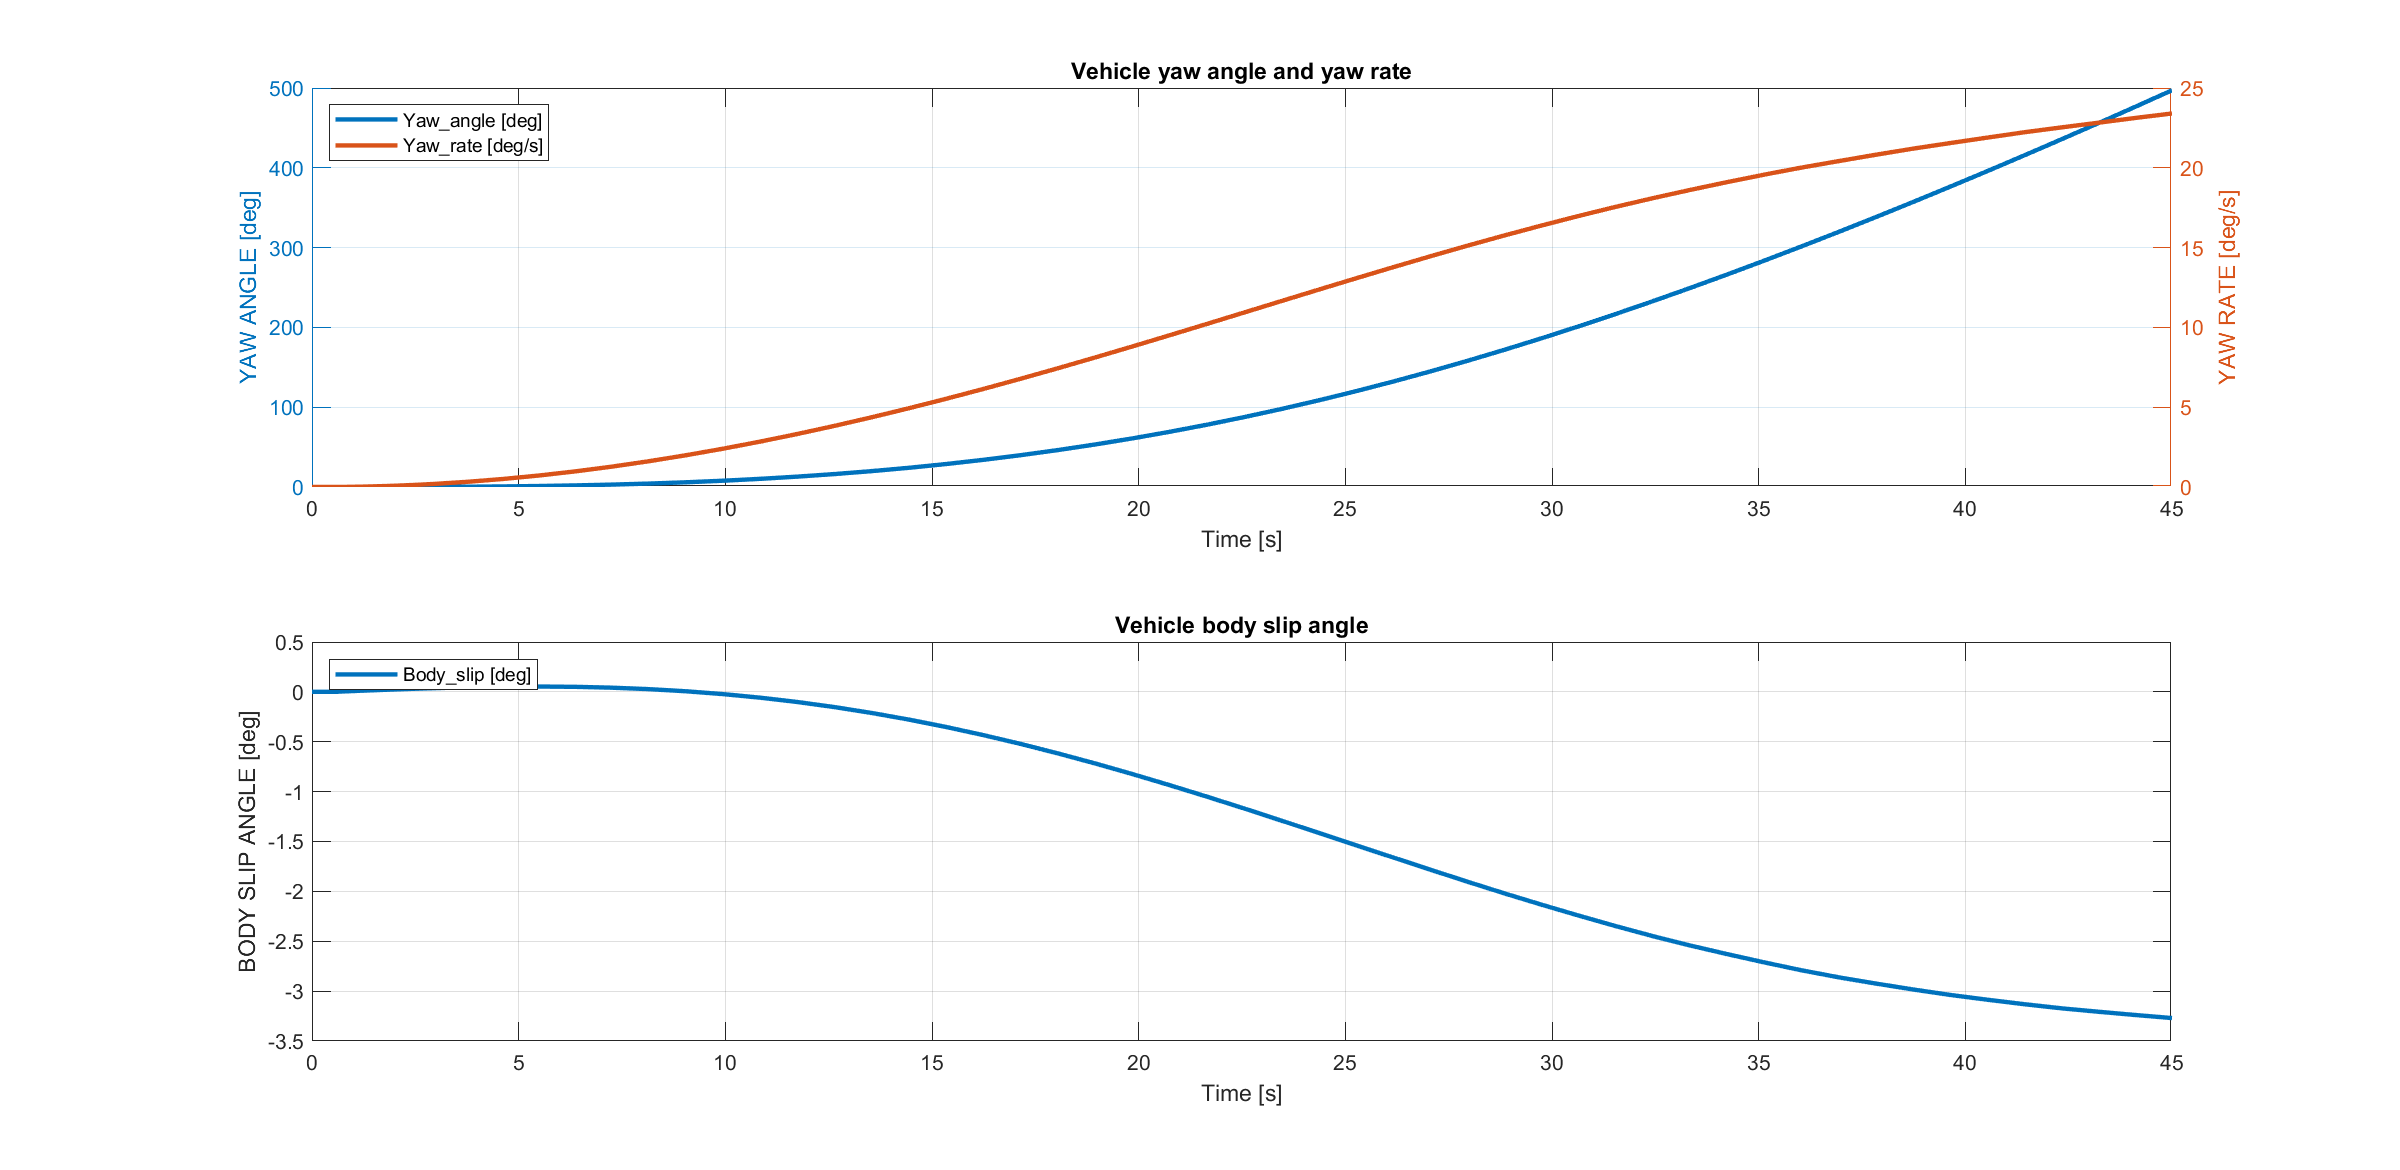 Vehicle yaw angle and yaw rate
500
400
300
200
100
0
YAW ANGLE [deg]
Yaw_angle [deg]
Yaw_rate [deg/s]
25
20
15
10
5
0
YAW RATE [deg/s]
0 5 10 15 20 25 30 35 40 45
Time [s]
Vehicle body slip angle
0.5
0
-0.5
-1
-1.5
-2
-2.5
-3
-3.5
BODY SLIP ANGLE [deg]
Body_slip [deg]
0 5 10 15 20 25 30 35 40 45
Time [s]